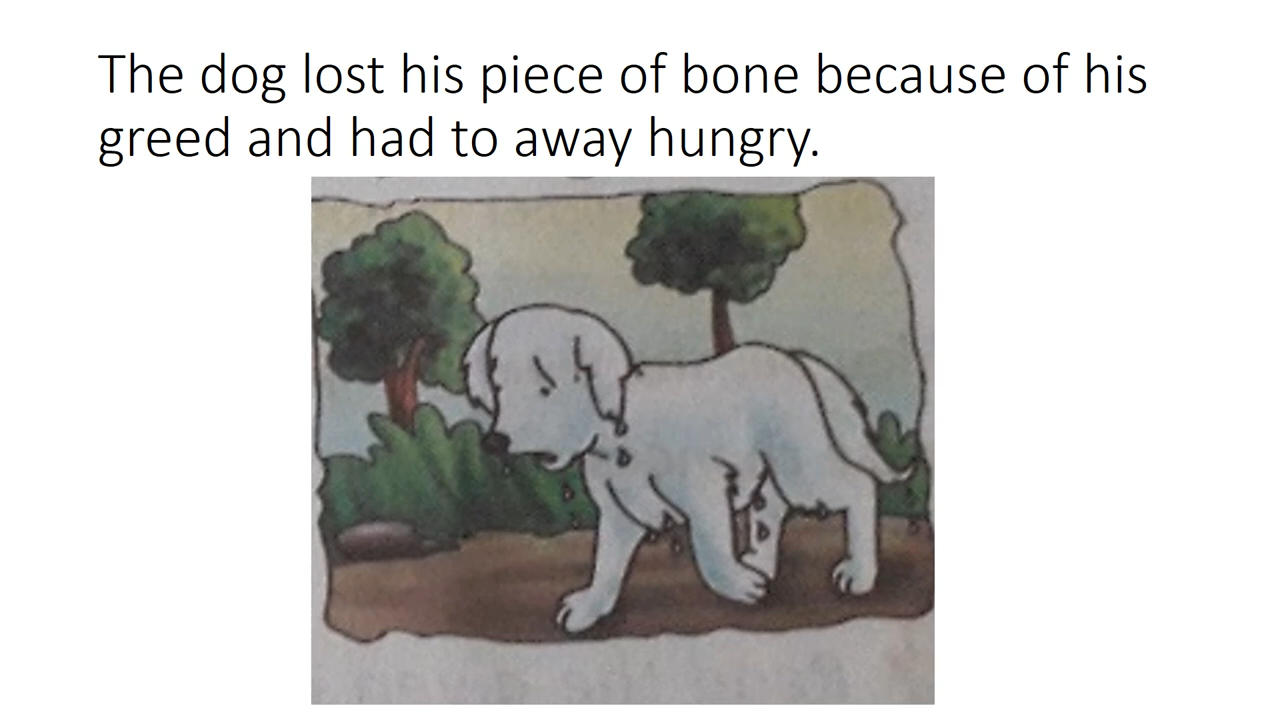 The dog lost his piece of bone because of his
greed and had to away hungry.